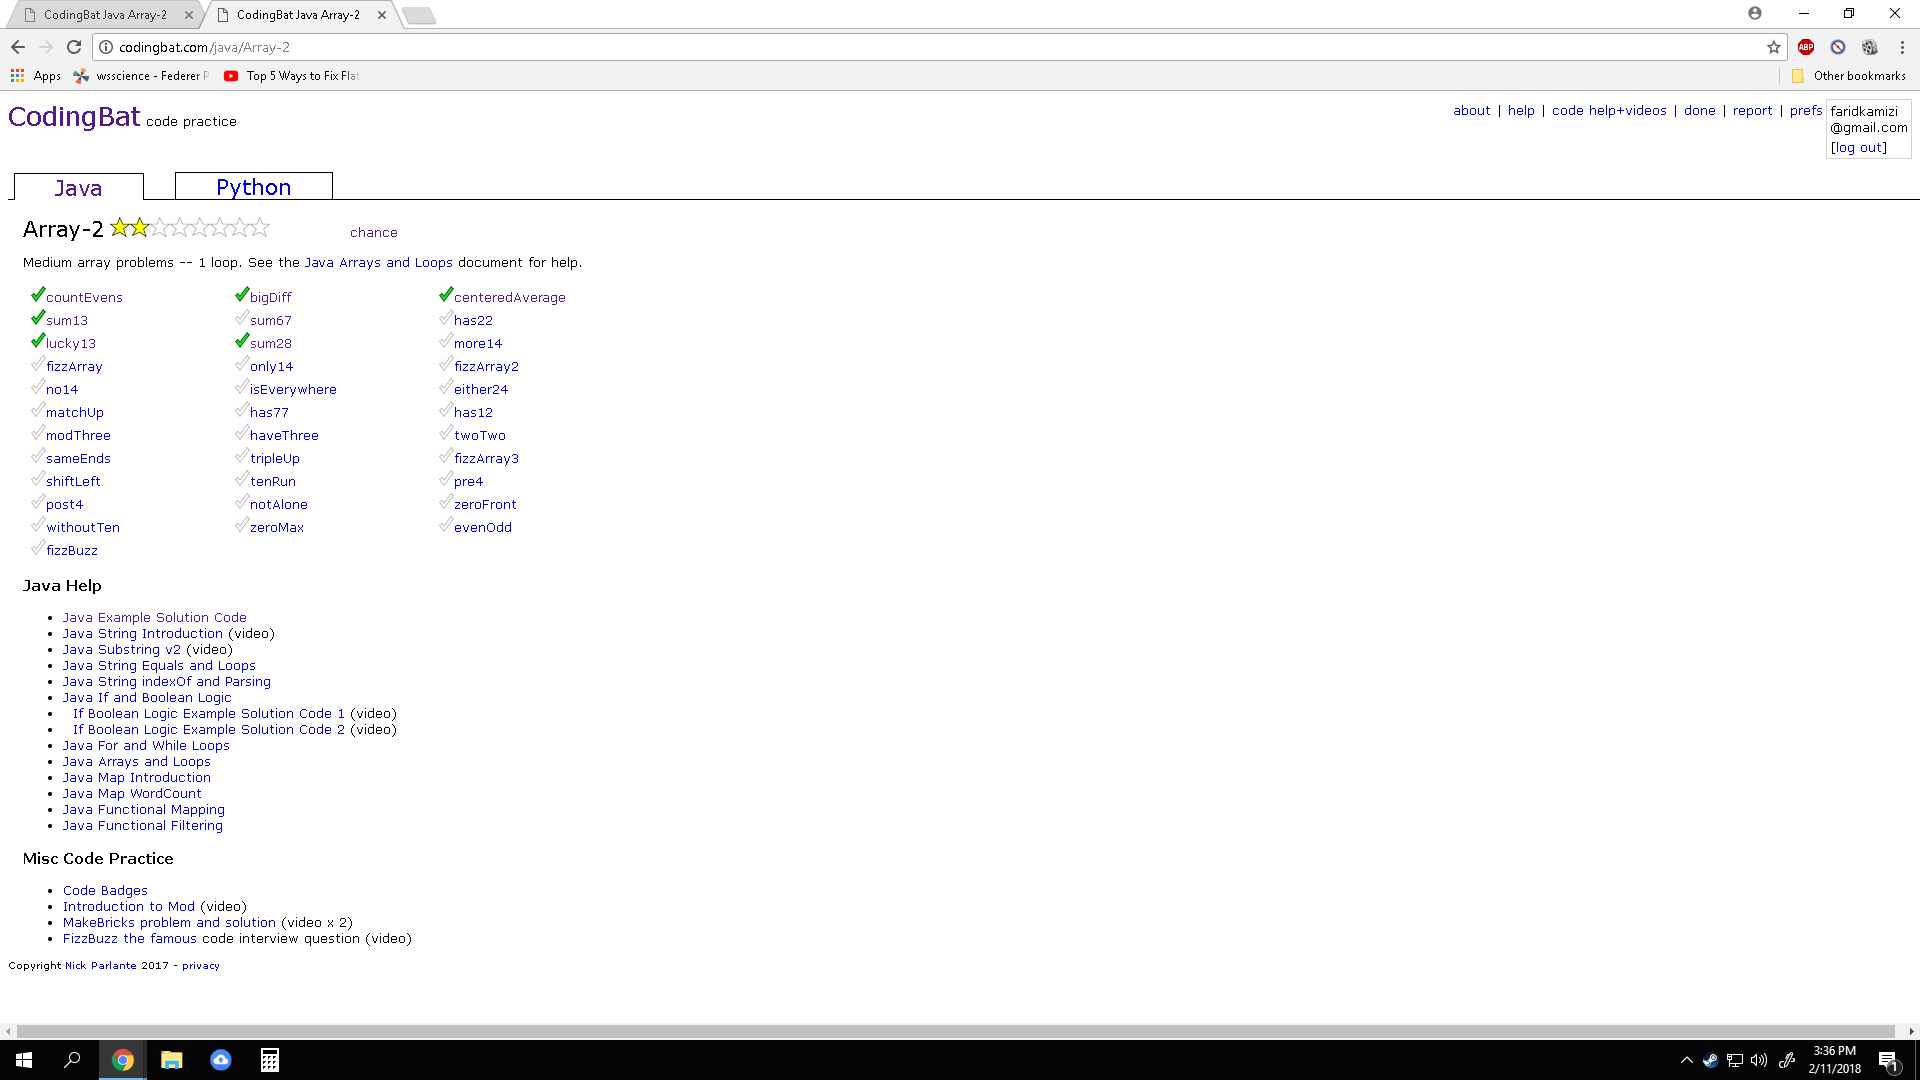 CodingBat Java Array-2
CodingBat Java Array-2
codingbat.com/java/Array-2
ABP
Apps
wsscience - Federer P
Top 5 Ways to Fix Flat
Other bookmarks
CodingBat code practice
about | help | code help+videos | done | report | prefs
faridkamizi
@gmail.com
[log out]
Java
Python
Array-2
chance
Medium array problems -- 1 loop. See the Java Arrays and Loops document for help.
countEvens bigDiff centeredAverage
sum13 sum67 has22
lucky13 sum28 more14
fizzArray only14 fizzArray2
no14 isEverywhere either24
matchUp has77 has12
modThree haveThree twoTwo
sameEnds tripleUp fizzArray3
shiftLeft tenRun pre4
post4 notAlone zeroFront
withoutTen zeroMax evenOdd
fizzBuzz
Java Help
• Java Example Solution Code
• Java String Introduction (video)
• Java Substring v2 (video)
• Java String Equals and Loops
• Java String indexOf and Parsing
• Java If and Boolean Logic
• If Boolean Logic Example Solution Code 1 (video)
• If Boolean Logic Example Solution Code 2 (video)
• Java For and While Loops
• Java Arrays and Loops
• Java Map Introduction
• Java Map WordCount
• Java Functional Mapping
• Java Functional Filtering
Misc Code Practice
• Code Badges
• Introduction to Mod (video)
• MakeBricks problem and solution (video x 2)
• FizzBuzz the famous code interview question (video)
Copyright Nick Parlante 2017 - privacy
3:36 PM
2/11/2018
1